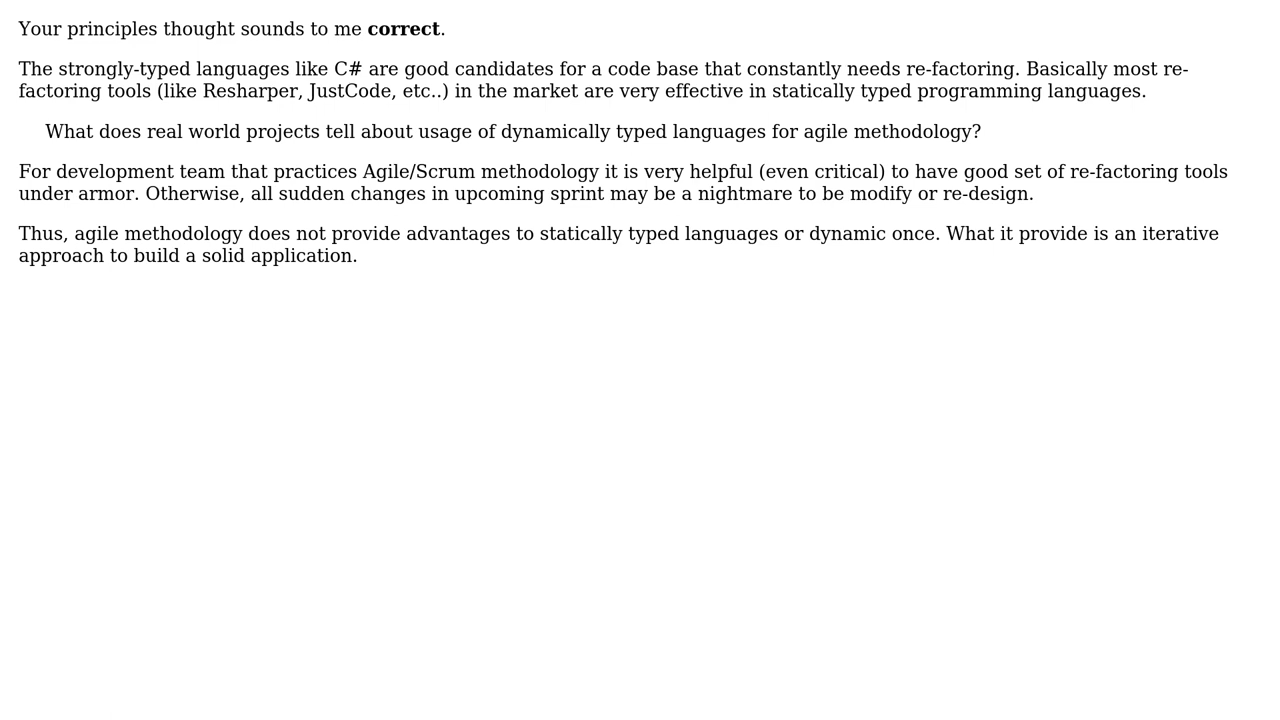 Your principles thought sounds to me correct.
The strongly-typed languages like C# are good candidates for a code base that constantly needs re-
factoring. Basically most re-factoring tools (like Resharper, JustCode, etc..) in the market are very effective in statically typed programming languages.
What does real world projects tell about usage of dynamically typed languages for agile methodology?
For development team that practices Agile/Scrum methodology it is very helpful (even critical) to have good set of re-factoring tools
under armor. Otherwise, all sudden changes in upcoming sprint may be a nightmare to be modify or re-design.
Thus, agile methodology does not provide advantages to statically typed languages or dynamic once. What it provide is an iterative
approach to build a solid application.